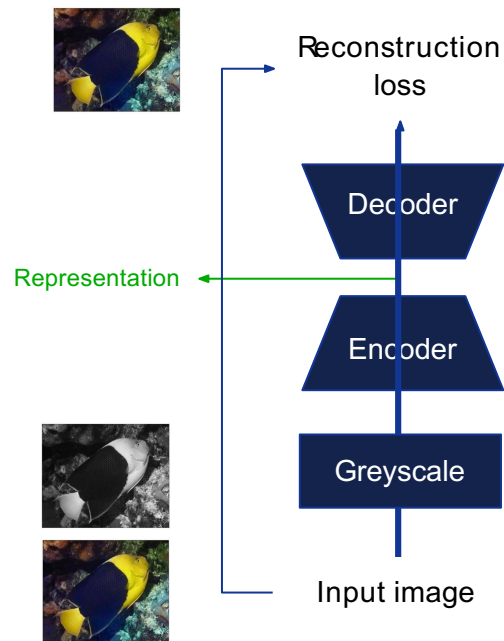 Reconstruction
loss
Decoder
Representation
Encoder
Greyscale
Input image